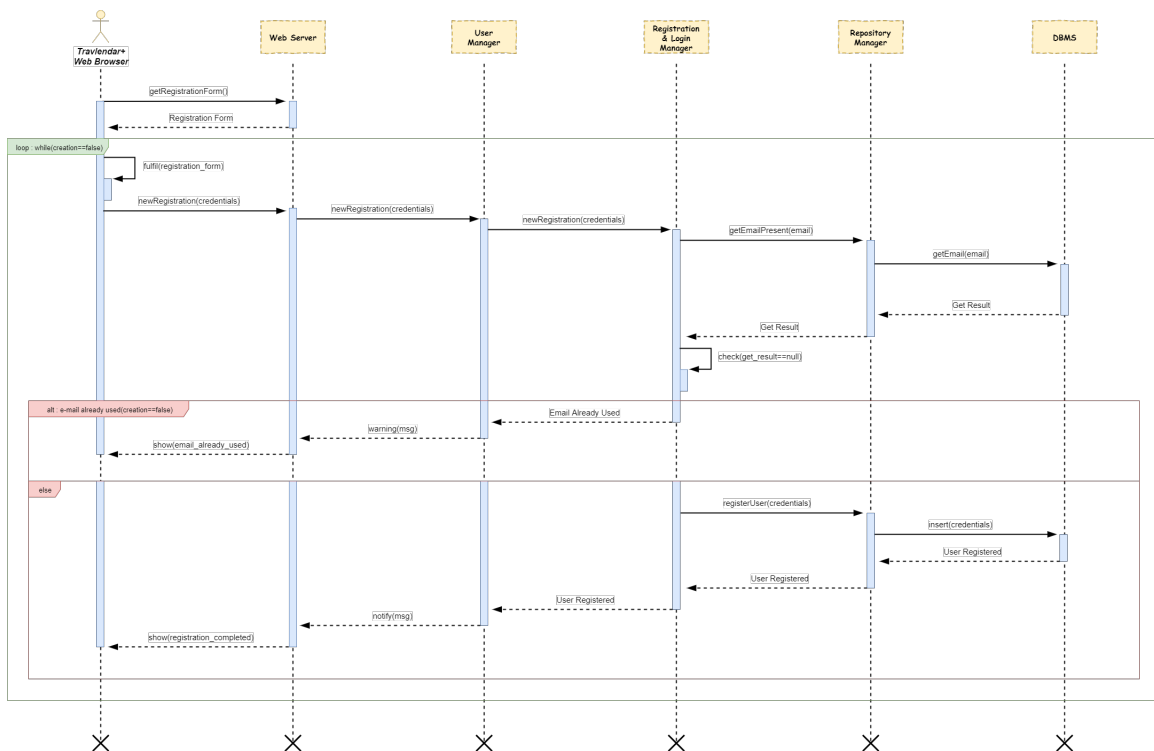 Travlendar+
Web Browser
Web Server
User
Manager
Registration
& Login
Manager
Repository
Manager
DBMS
getRegistrationForm()
Registration Form
loop : while(creation==false)
fulfil(registration_form)
newRegistration(credentials)
newRegistration(credentials)
newRegistration(credentials)
getEmailPresent(email)
getEmail(email)
Get Result
Get Result
check(get_result==null)
alt : e-mail already used(creation==false)
Email Already Used
warning(msg)
show(email_already_used)
else
registerUser(credentials)
insert(credentials)
User Registered
User Registered
User Registered
notify(msg)
show(registration_completed)